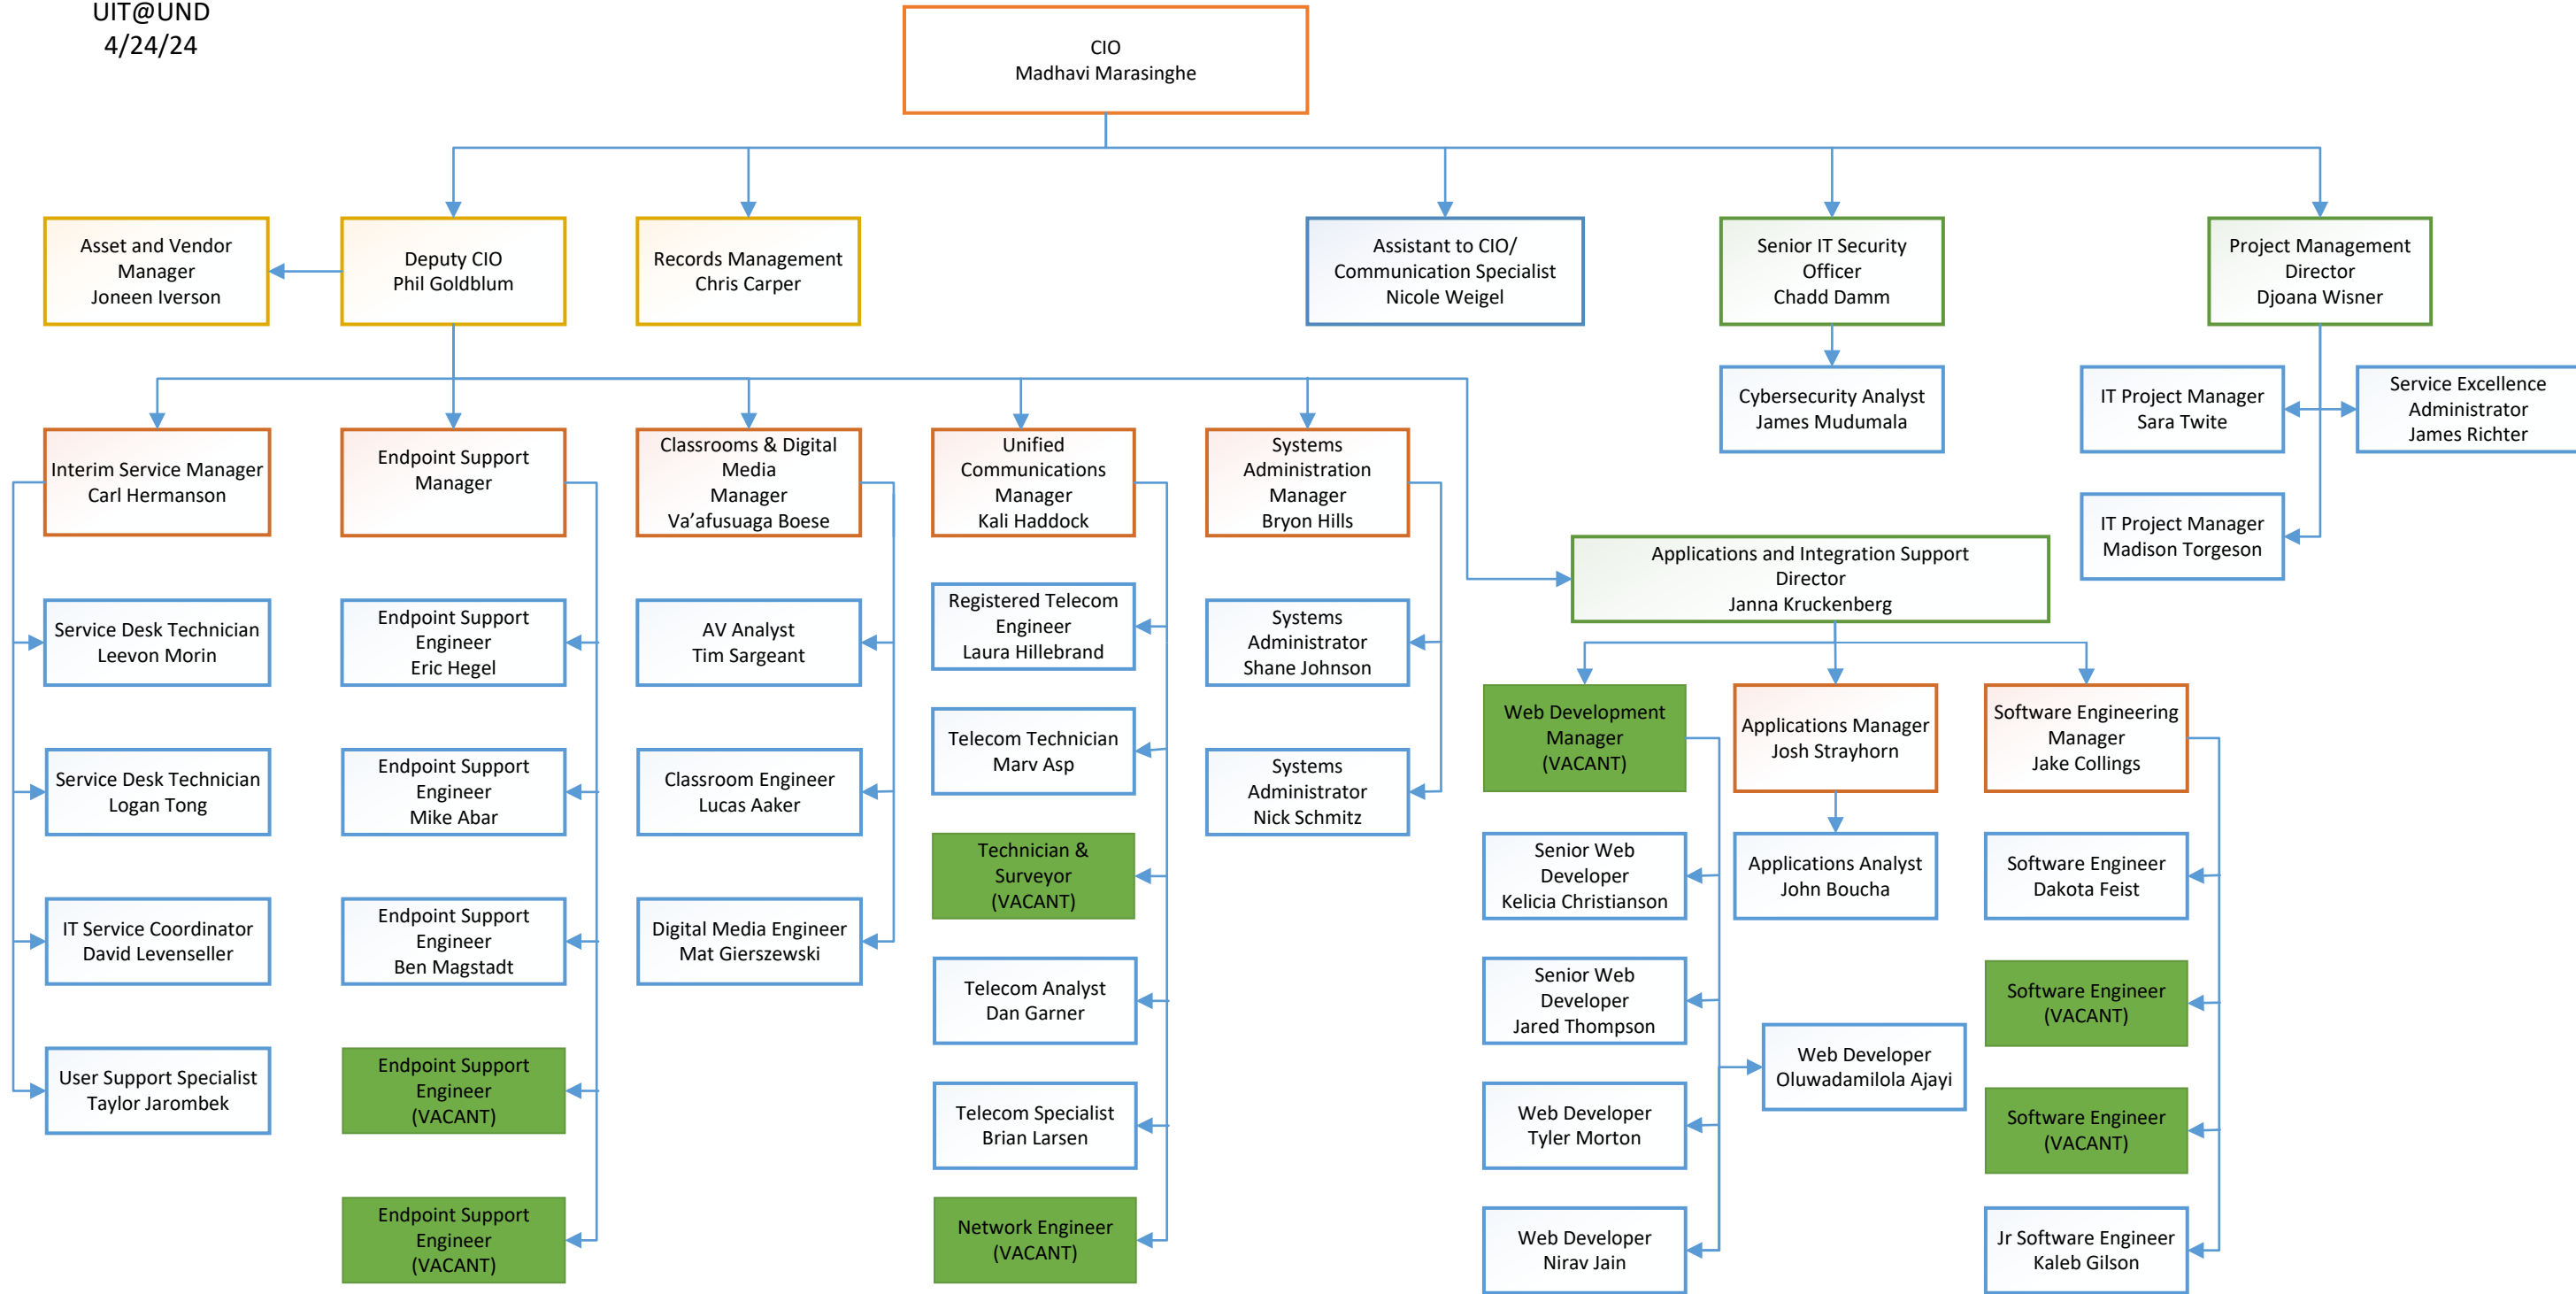 UIT@UND
4/24/24
CIO
Madhavi Marasinghe
Asset and Vendor
Manager
Joneen Iverson
Deputy CIO
Phil Goldblum
Records Management
Chris Carper
Assistant to CIO/
Communication Specialist
Nicole Weigel
Senior IT Security
Officer
Chadd Damm
Project Management
Director
Djoana Wisner
Cybersecurity Analyst
James Mudumala
IT Project Manager
Sara Twite
Service Excellence
Administrator
James Richter
IT Project Manager
Madison Torgeson
Interim Service Manager
Carl Hermanson
Service Desk Technician
Leevon Morin
Service Desk Technician
Logan Tong
IT Service Coordinator
David Levenseller
User Support Specialist
Taylor Jarombek
Endpoint Support
Manager
Endpoint Support
Engineer
Eric Hegel
Endpoint Support
Engineer
Mike Abar
Endpoint Support
Engineer
Ben Magstadt
Endpoint Support
Engineer
(VACANT)
Endpoint Support
Engineer
(VACANT)
Classrooms & Digital
Media
Manager
Va’afusuaga Boese
AV Analyst
Tim Sargeant
Classroom Engineer
Lucas Aaker
Digital Media Engineer
Mat Gierszewski
Unified
Communications
Manager
Kali Haddock
Registered Telecom
Engineer
Laura Hillebrand
Telecom Technician
Marv Asp
Technician &
Surveyor
(VACANT)
Telecom Analyst
Dan Garner
Telecom Specialist
Brian Larsen
Network Engineer
(VACANT)
Systems
Administration
Manager
Bryon Hills
Systems
Administrator
Shane Johnson
Systems
Administrator
Nick Schmitz
Applications and Integration Support
Director
Janna Kruckenberg
Web Development
Manager
(VACANT)
Senior Web
Developer
Kelicia Christianson
Senior Web
Developer
Jared Thompson
Web Developer
Oluwadamilola Ajayi
Web Developer
Tyler Morton
Web Developer
Nirav Jain
Applications Manager
Josh Strayhorn
Applications Analyst
John Boucha
Software Engineering
Manager
Jake Collings
Software Engineer
Dakota Feist
Software Engineer
(VACANT)
Software Engineer
(VACANT)
Jr Software Engineer
Kaleb Gilson